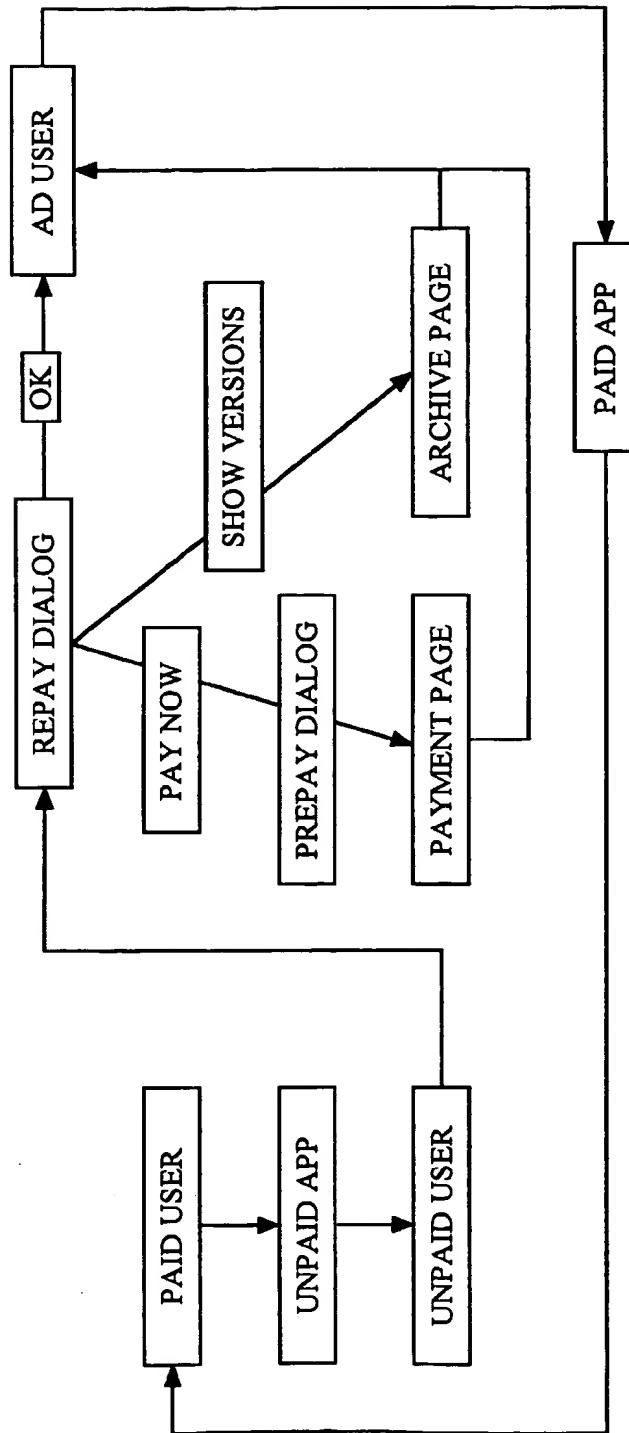 PAID USER
UNPAID APP
UNPAID USER
REPAY DIALOG
OK
AD USER
PAY NOW
SHOW VERSIONS
PREPAY DIALOG
PAYMENT PAGE
ARCHIVE PAGE
PAID APP